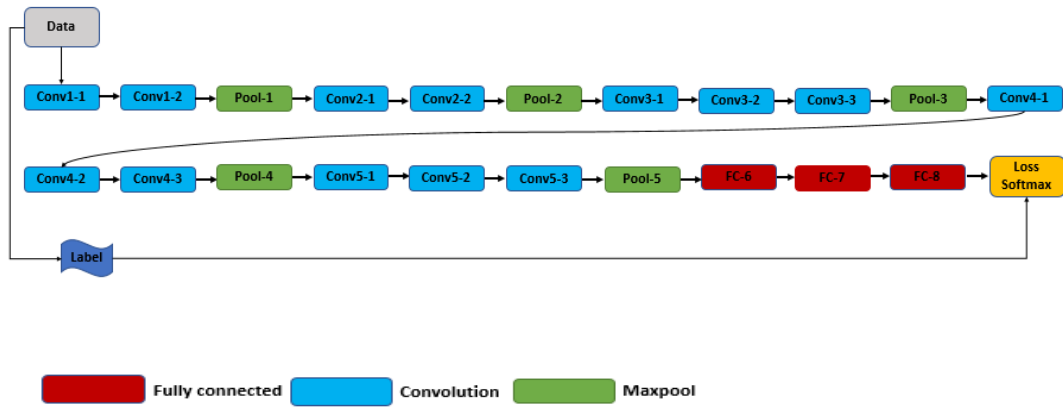 Data
Conv1-1
Conv1-2
Pool-1
Conv2-1
Conv2-2
Pool-2
Conv3-1
Conv3-2
Conv3-3
Pool-3
Conv4-1
Conv4-2
Conv4-3
Pool-4
Conv5-1
Conv5-2
Conv5-3
Pool-5
FC-6
FC-7
FC-8
Loss
Softmax
Label
Fully connected
Convolution
Maxpool